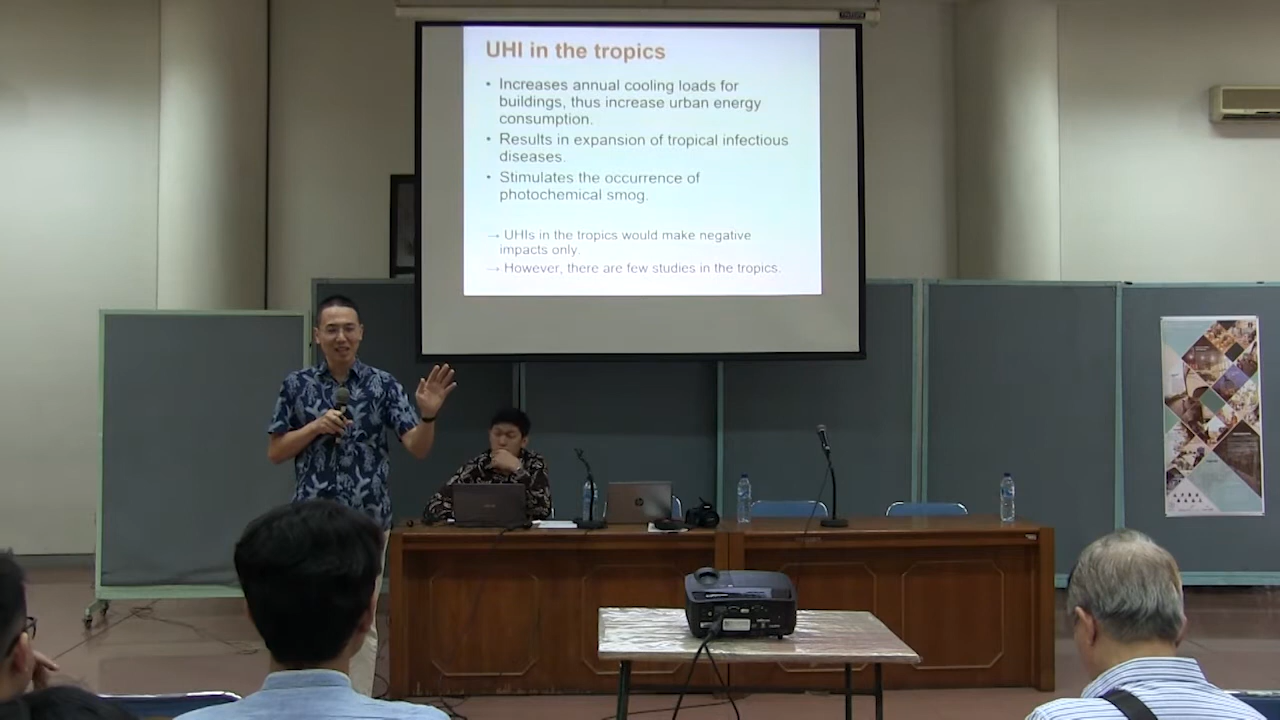 UHI in the tropics
• Increases annual cooling loads for
buildings, thus increase urban energy
consumption.
• Results in expansion of tropical infectious
diseases.
• Stimulates the occurrence of
photochemical smog.
→ UHIs in the tropics would make negative
impacts only.
→ However, there are few studies in the tropics.